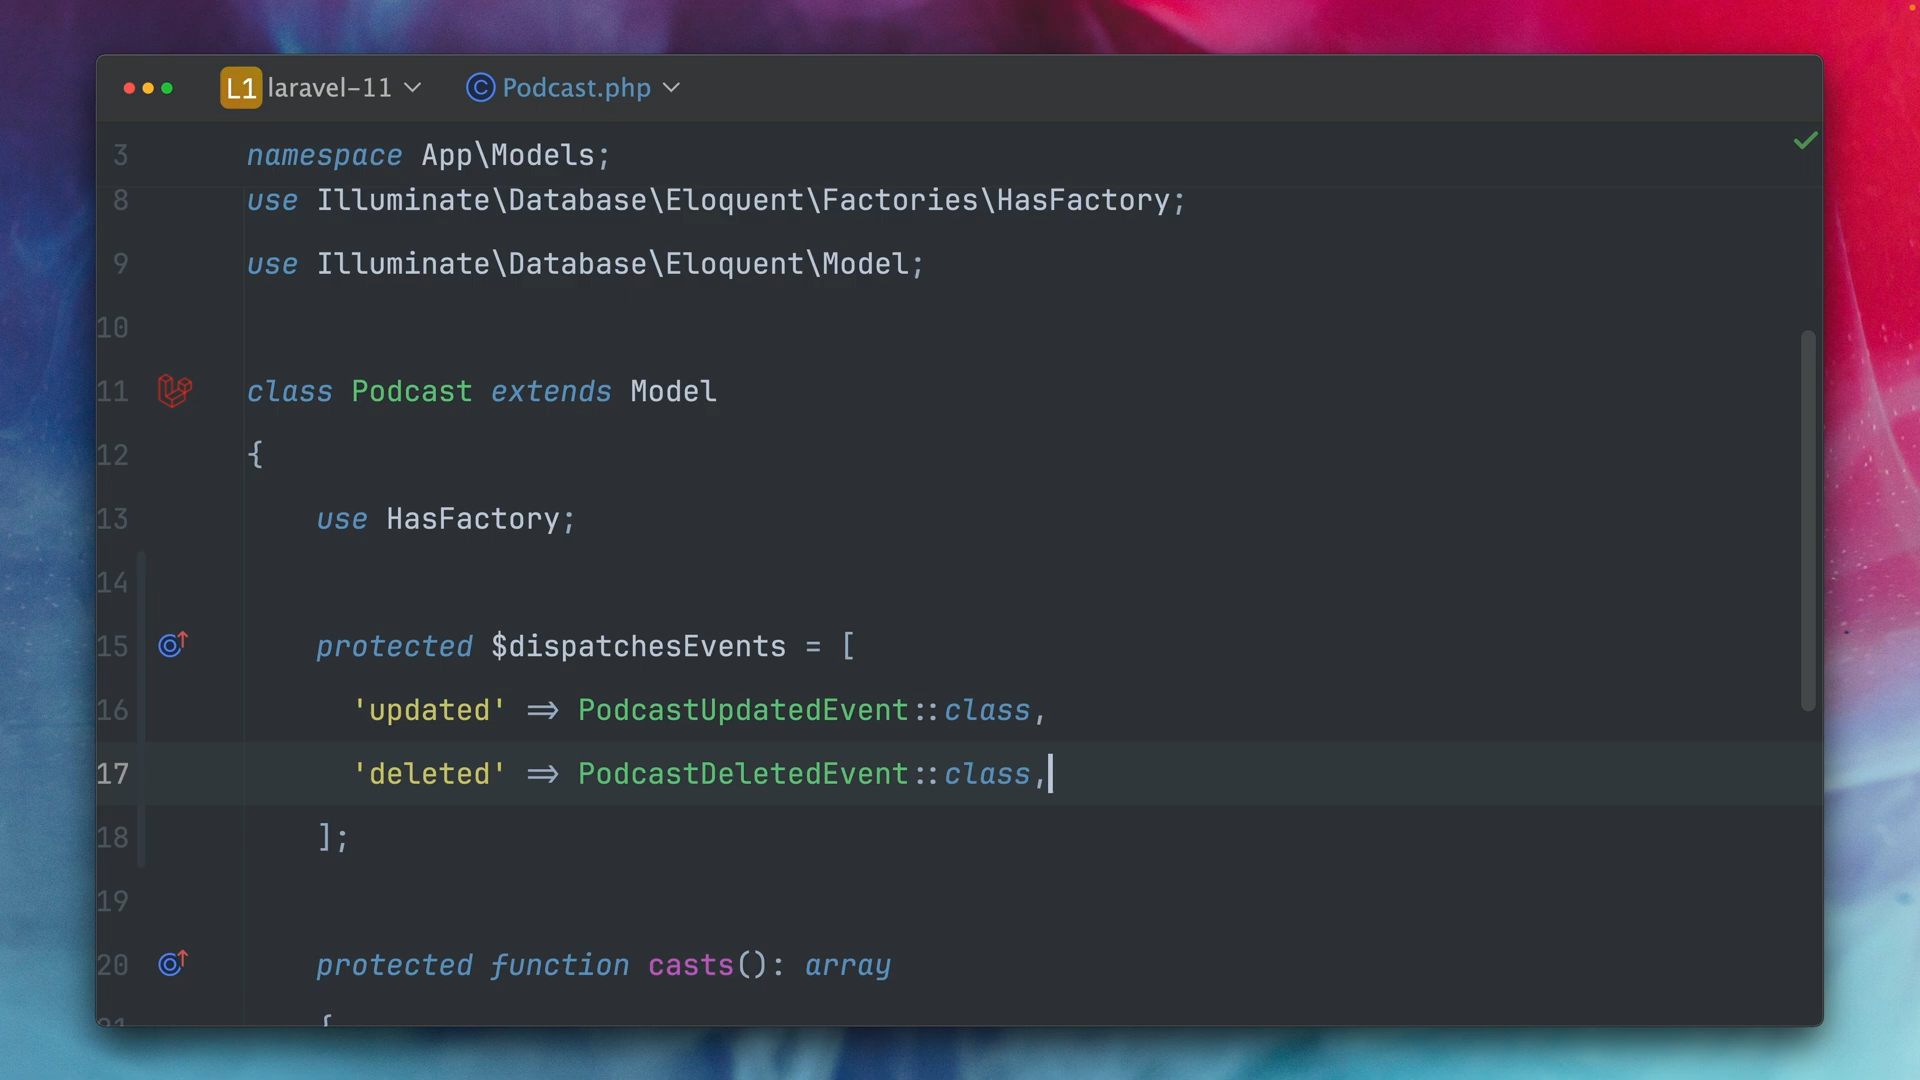 L1 laravel-11 Podcast.php
3 namespace App\Models;
8 use Illuminate\Database\Eloquent\Factories\HasFactory;
9 use Illuminate\Database\Eloquent\Model;
10
11 class Podcast extends Model
12 {
13 use HasFactory;
14
15 protected $dispatchesEvents = [
16 'updated' => PodcastUpdatedEvent::class,
17 'deleted' => PodcastDeletedEvent::class,
18 ];
19
20 protected function casts(): array
21 {